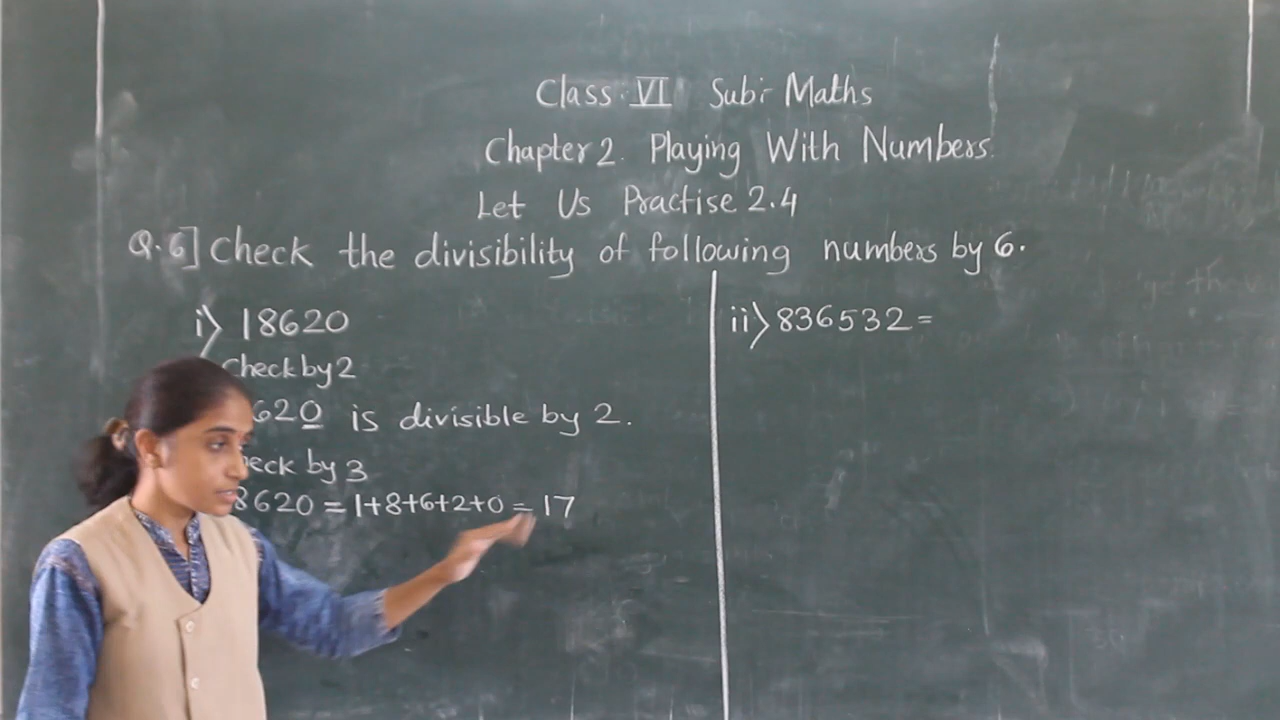 Class. VI Sub:- Maths
Chapter 2. Playing With Numbers.
Let Us Practise 2.4
Q.6] Check the divisibility of following numbers by 6.
i) 18620
Check by 2
620 is divisible by 2.
eck by 3
8620 = 1+8+6+2+0 = 17
ii) 836532 =